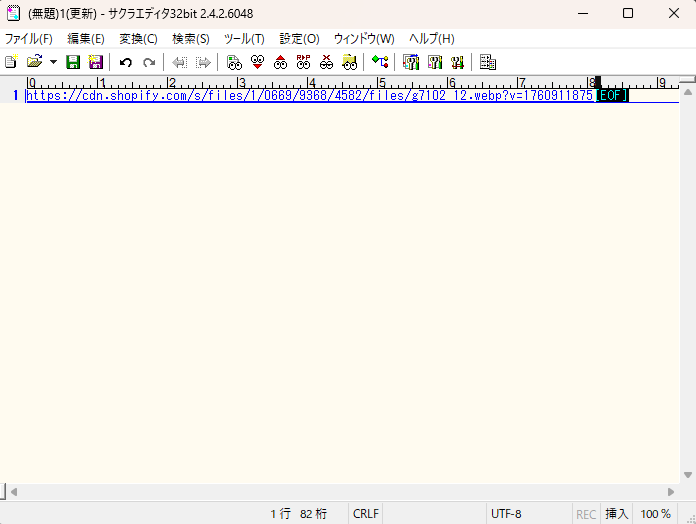 (無題)1(更新) - サクラエディタ32bit 2.4.2.6048
ファイル(F) 編集(E) 変換(C) 検索(S) ツール(T) 設定(O) ウィンドウ(W) ヘルプ(H)
0 1 2 3 4 5 6 7 8 9
1 https://cdn.shopify.com/s/files/1/0669/9368/4582/files/g7102_12.webp?v=1760911875[EOF]
1 行 82 桁 CRLF UTF-8 REC 挿入 100 %